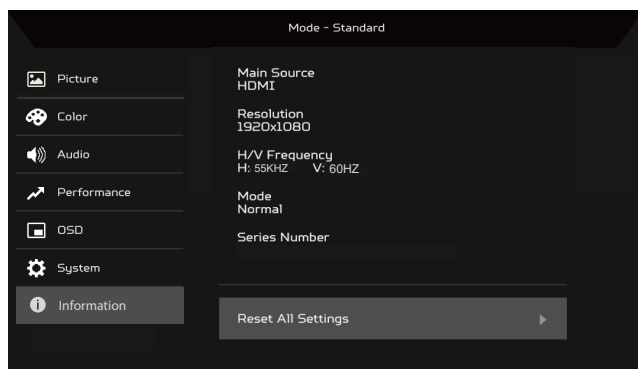 Mode - Standard
Picture
Color
Audio
Performance
OSD
System
Information
Main Source
HDMI
Resolution
1920x1080
H/V Frequency
H: 55KHZ V: 60HZ
Mode
Normal
Series Number
Reset All Settings